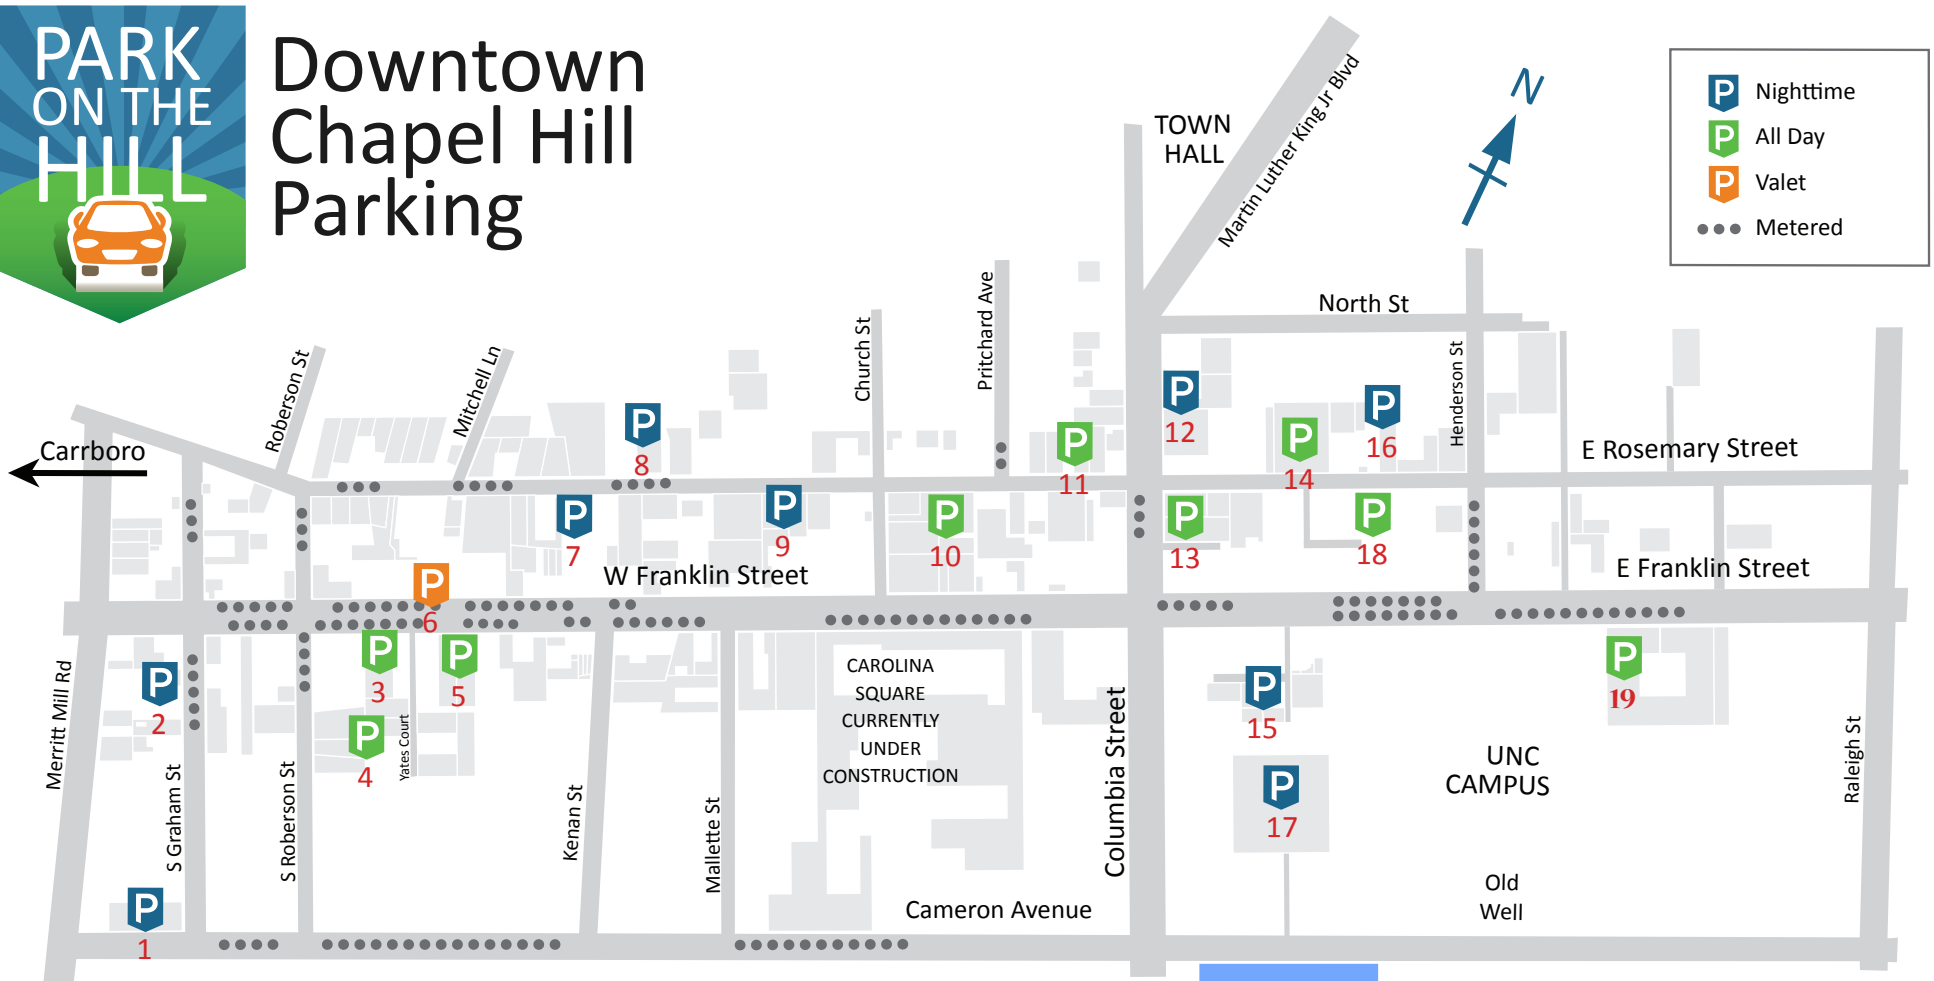 PARK
ON THE
HILL
Downtown
Chapel Hill
Parking
TOWN
HALL
Martin Luther King Jr Blvd
N
P Nighttime
P All Day
P Valet
Metered
North St
Carrboro
Roberson St
Mitchell Ln
Church St
Pritchard Ave
Henderson St
E Rosemary Street
P
8
P
11
P
12
P
14
P
16
P
7
P
9
P
10
P
13
P
18
W Franklin Street
E Franklin Street
P
6
P
2
P
3
P
5
P
4
Yates Court
Merritt Mill Rd
S Graham St
S Roberson St
Kenan St
Mallette St
CAROLINA
SQUARE
CURRENTLY
UNDER
CONSTRUCTION
Columbia Street
P
15
P
17
P
19
UNC
CAMPUS
Raleigh St
Old
Well
P
1
Cameron Avenue